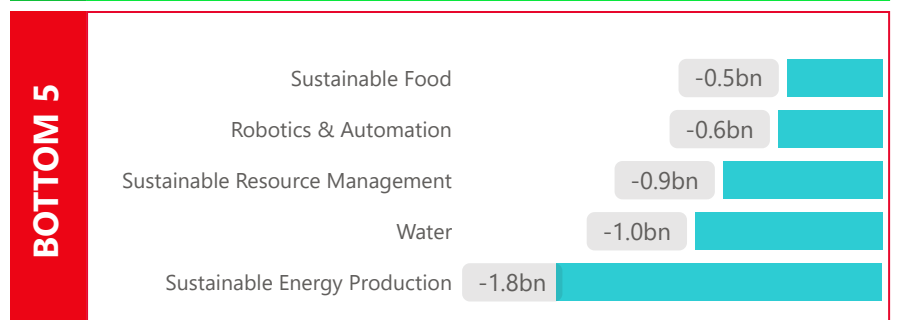 BOTTOM 5
Sustainable Food -0.5bn
Robotics & Automation -0.6bn
Sustainable Resource Management -0.9bn
Water -1.0bn
Sustainable Energy Production -1.8bn